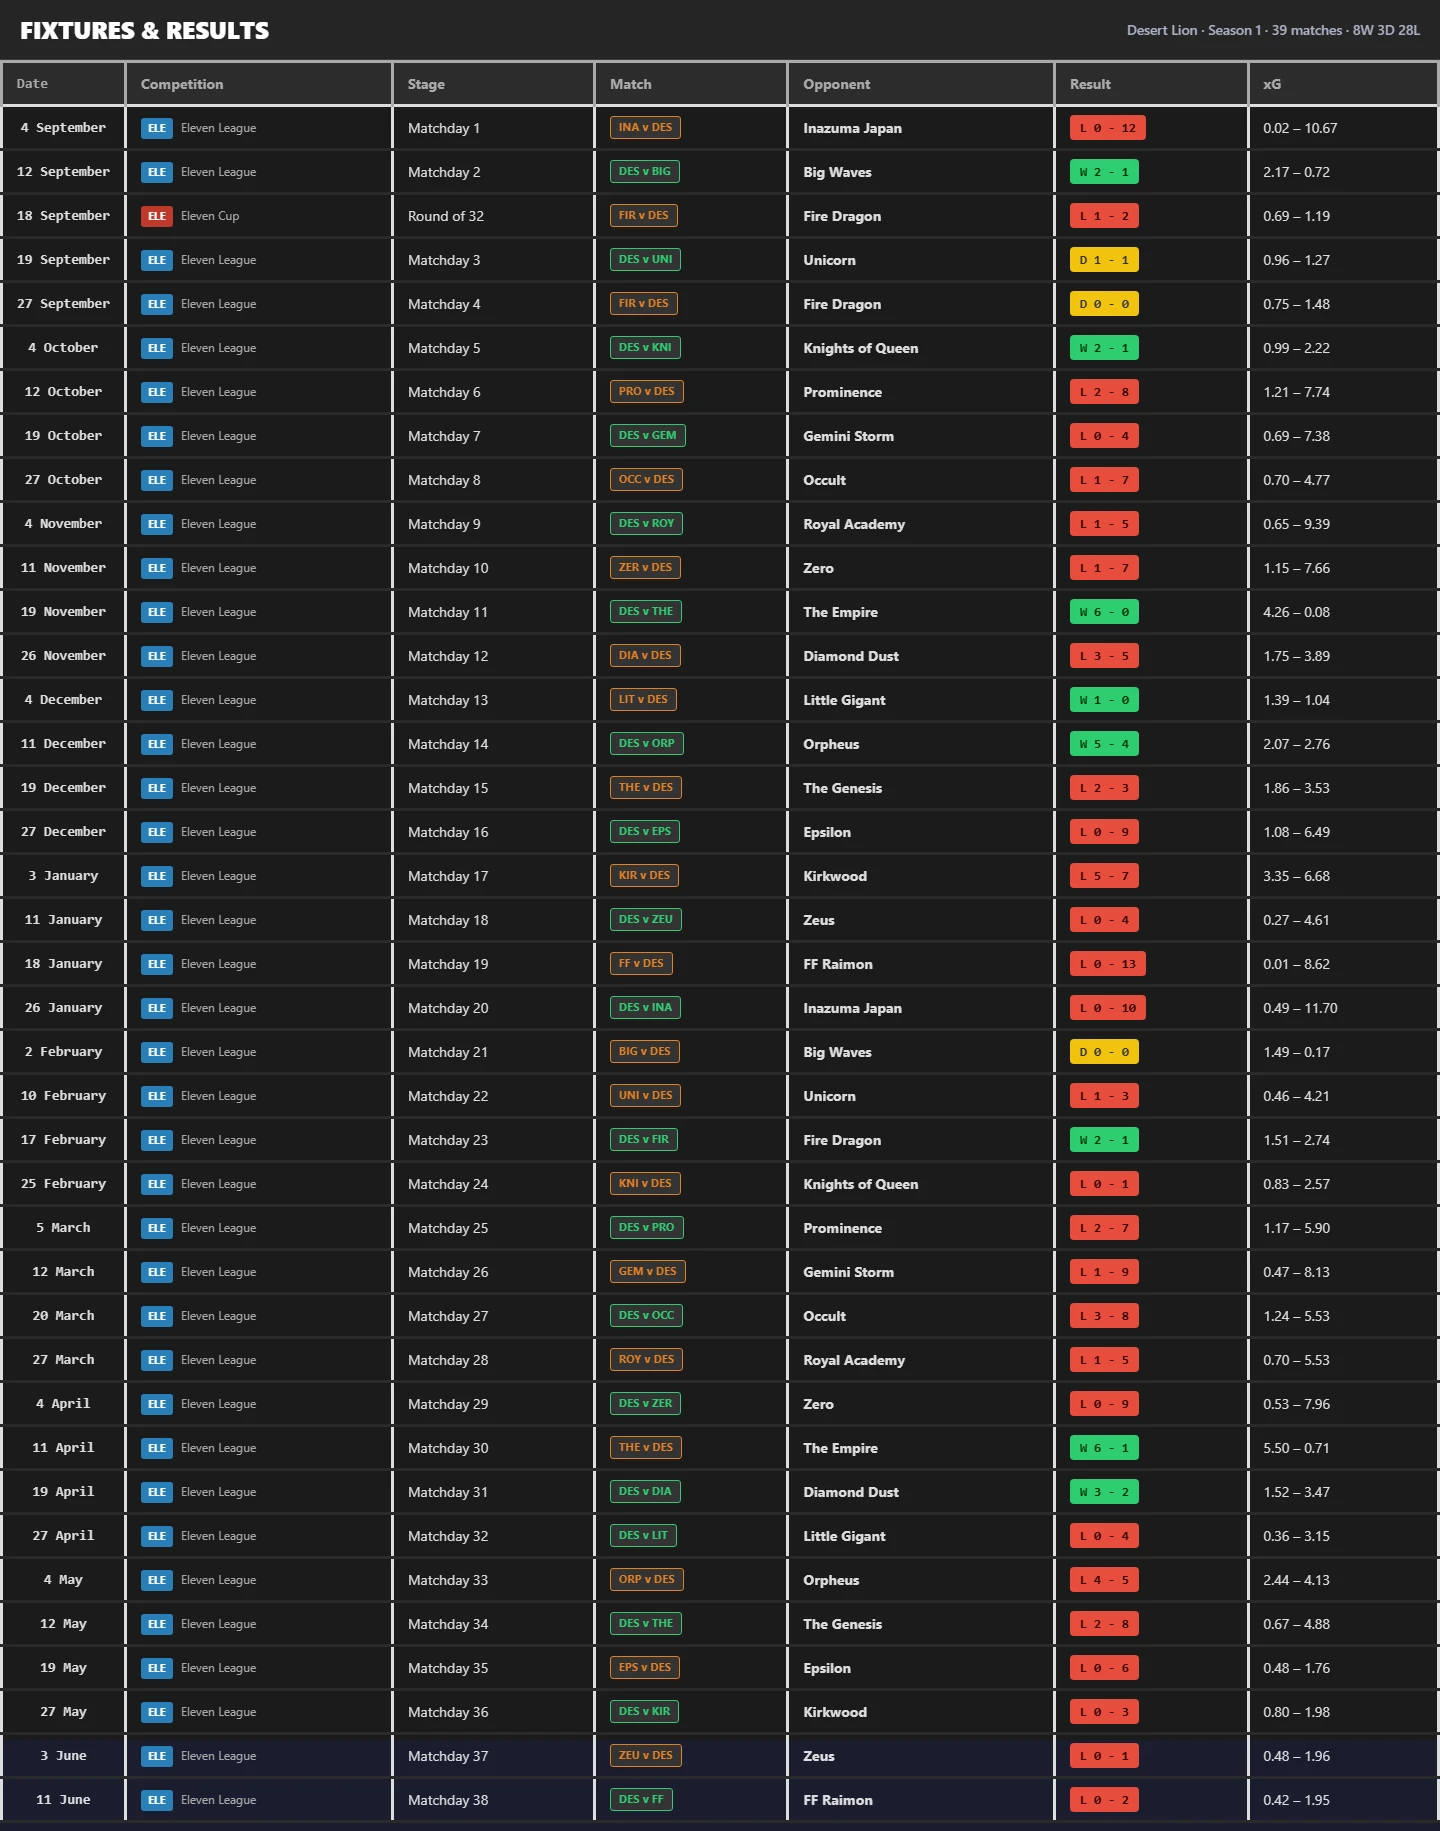 FIXTURES & RESULTS
Desert Lion · Season 1 · 39 matches · 8W 3D 28L
Date Competition Stage Match Opponent Result xG
4 September ELE Eleven League Matchday 1 INA v DES Inazuma Japan L 0 - 12 0.02 – 10.67
12 September ELE Eleven League Matchday 2 DES v BIG Big Waves W 2 - 1 2.17 – 0.72
18 September ELE Eleven Cup Round of 32 FIR v DES Fire Dragon L 1 - 2 0.69 – 1.19
19 September ELE Eleven League Matchday 3 DES v UNI Unicorn D 1 - 1 0.96 – 1.27
27 September ELE Eleven League Matchday 4 FIR v DES Fire Dragon D 0 - 0 0.75 – 1.48
4 October ELE Eleven League Matchday 5 DES v KNI Knights of Queen W 2 - 1 0.99 – 2.22
12 October ELE Eleven League Matchday 6 PRO v DES Prominence L 2 - 8 1.21 – 7.74
19 October ELE Eleven League Matchday 7 DES v GEM Gemini Storm L 0 - 4 0.69 – 7.38
27 October ELE Eleven League Matchday 8 OCC v DES Occult L 1 - 7 0.70 – 4.77
4 November ELE Eleven League Matchday 9 DES v ROY Royal Academy L 1 - 5 0.65 – 9.39
11 November ELE Eleven League Matchday 10 ZER v DES Zero L 1 - 7 1.15 – 7.66
19 November ELE Eleven League Matchday 11 DES v THE The Empire W 6 - 0 4.26 – 0.08
26 November ELE Eleven League Matchday 12 DIA v DES Diamond Dust L 3 - 5 1.75 – 3.89
4 December ELE Eleven League Matchday 13 LIT v DES Little Gigant W 1 - 0 1.39 – 1.04
11 December ELE Eleven League Matchday 14 DES v ORP Orpheus W 5 - 4 2.07 – 2.76
19 December ELE Eleven League Matchday 15 THE v DES The Genesis L 2 - 3 1.86 – 3.53
27 December ELE Eleven League Matchday 16 DES v EPS Epsilon L 0 - 9 1.08 – 6.49
3 January ELE Eleven League Matchday 17 KIR v DES Kirkwood L 5 - 7 3.35 – 6.68
11 January ELE Eleven League Matchday 18 DES v ZEU Zeus L 0 - 4 0.27 – 4.61
18 January ELE Eleven League Matchday 19 FF v DES FF Raimon L 0 - 13 0.01 – 8.62
26 January ELE Eleven League Matchday 20 DES v INA Inazuma Japan L 0 - 10 0.49 – 11.70
2 February ELE Eleven League Matchday 21 BIG v DES Big Waves D 0 - 0 1.49 – 0.17
10 February ELE Eleven League Matchday 22 UNI v DES Unicorn L 1 - 3 0.46 – 4.21
17 February ELE Eleven League Matchday 23 DES v FIR Fire Dragon W 2 - 1 1.51 – 2.74
25 February ELE Eleven League Matchday 24 KNI v DES Knights of Queen L 0 - 1 0.83 – 2.57
5 March ELE Eleven League Matchday 25 DES v PRO Prominence L 2 - 7 1.17 – 5.90
12 March ELE Eleven League Matchday 26 GEM v DES Gemini Storm L 1 - 9 0.47 – 8.13
20 March ELE Eleven League Matchday 27 DES v OCC Occult L 3 - 8 1.24 – 5.53
27 March ELE Eleven League Matchday 28 ROY v DES Royal Academy L 1 - 5 0.70 – 5.53
4 April ELE Eleven League Matchday 29 DES v ZER Zero L 0 - 9 0.53 – 7.96
11 April ELE Eleven League Matchday 30 THE v DES The Empire W 6 - 1 5.50 – 0.71
19 April ELE Eleven League Matchday 31 DES v DIA Diamond Dust W 3 - 2 1.52 – 3.47
27 April ELE Eleven League Matchday 32 DES v LIT Little Gigant L 0 - 4 0.36 – 3.15
4 May ELE Eleven League Matchday 33 ORP v DES Orpheus L 4 - 5 2.44 – 4.13
12 May ELE Eleven League Matchday 34 DES v THE The Genesis L 2 - 8 0.67 – 4.88
19 May ELE Eleven League Matchday 35 EPS v DES Epsilon L 0 - 6 0.48 – 1.76
27 May ELE Eleven League Matchday 36 DES v KIR Kirkwood L 0 - 3 0.80 – 1.98
3 June ELE Eleven League Matchday 37 ZEU v DES Zeus L 0 - 1 0.48 – 1.96
11 June ELE Eleven League Matchday 38 DES v FF FF Raimon L 0 - 2 0.42 – 1.95